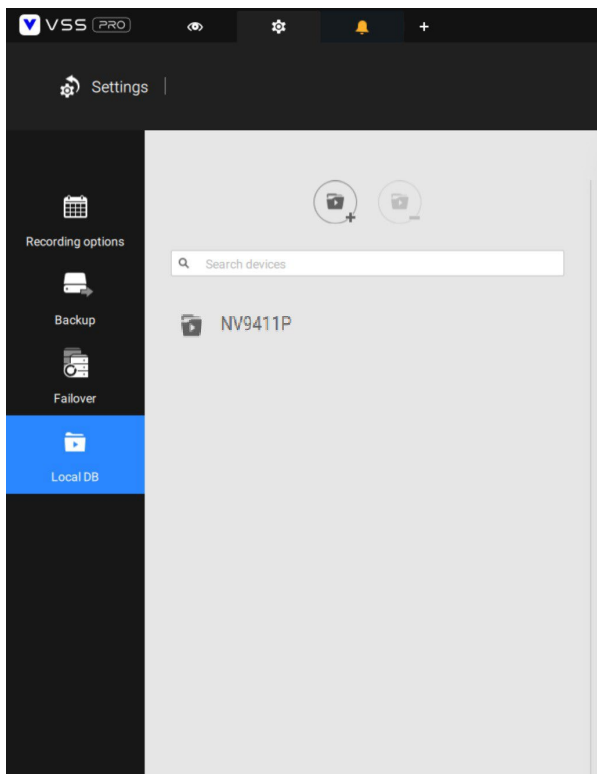 VSS PRO
Settings
Recording options
Backup
Failover
Local DB
Search devices
NV9411P